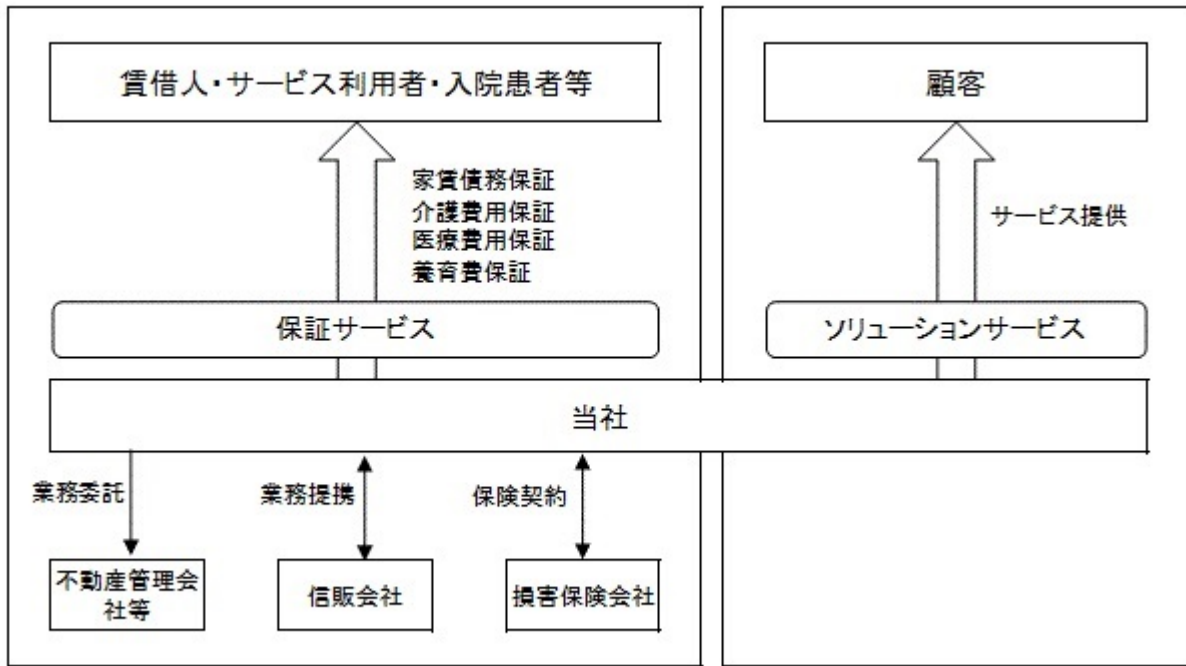 賃借人・サービス利用者・入院患者等
顧客
家賃債務保証
介護費用保証
医療費用保証
養育費保証
サービス提供
保証サービス
ソリューションサービス
当社
業務委託
業務提携
保険契約
不動産管理会
社等
信販会社
損害保険会社